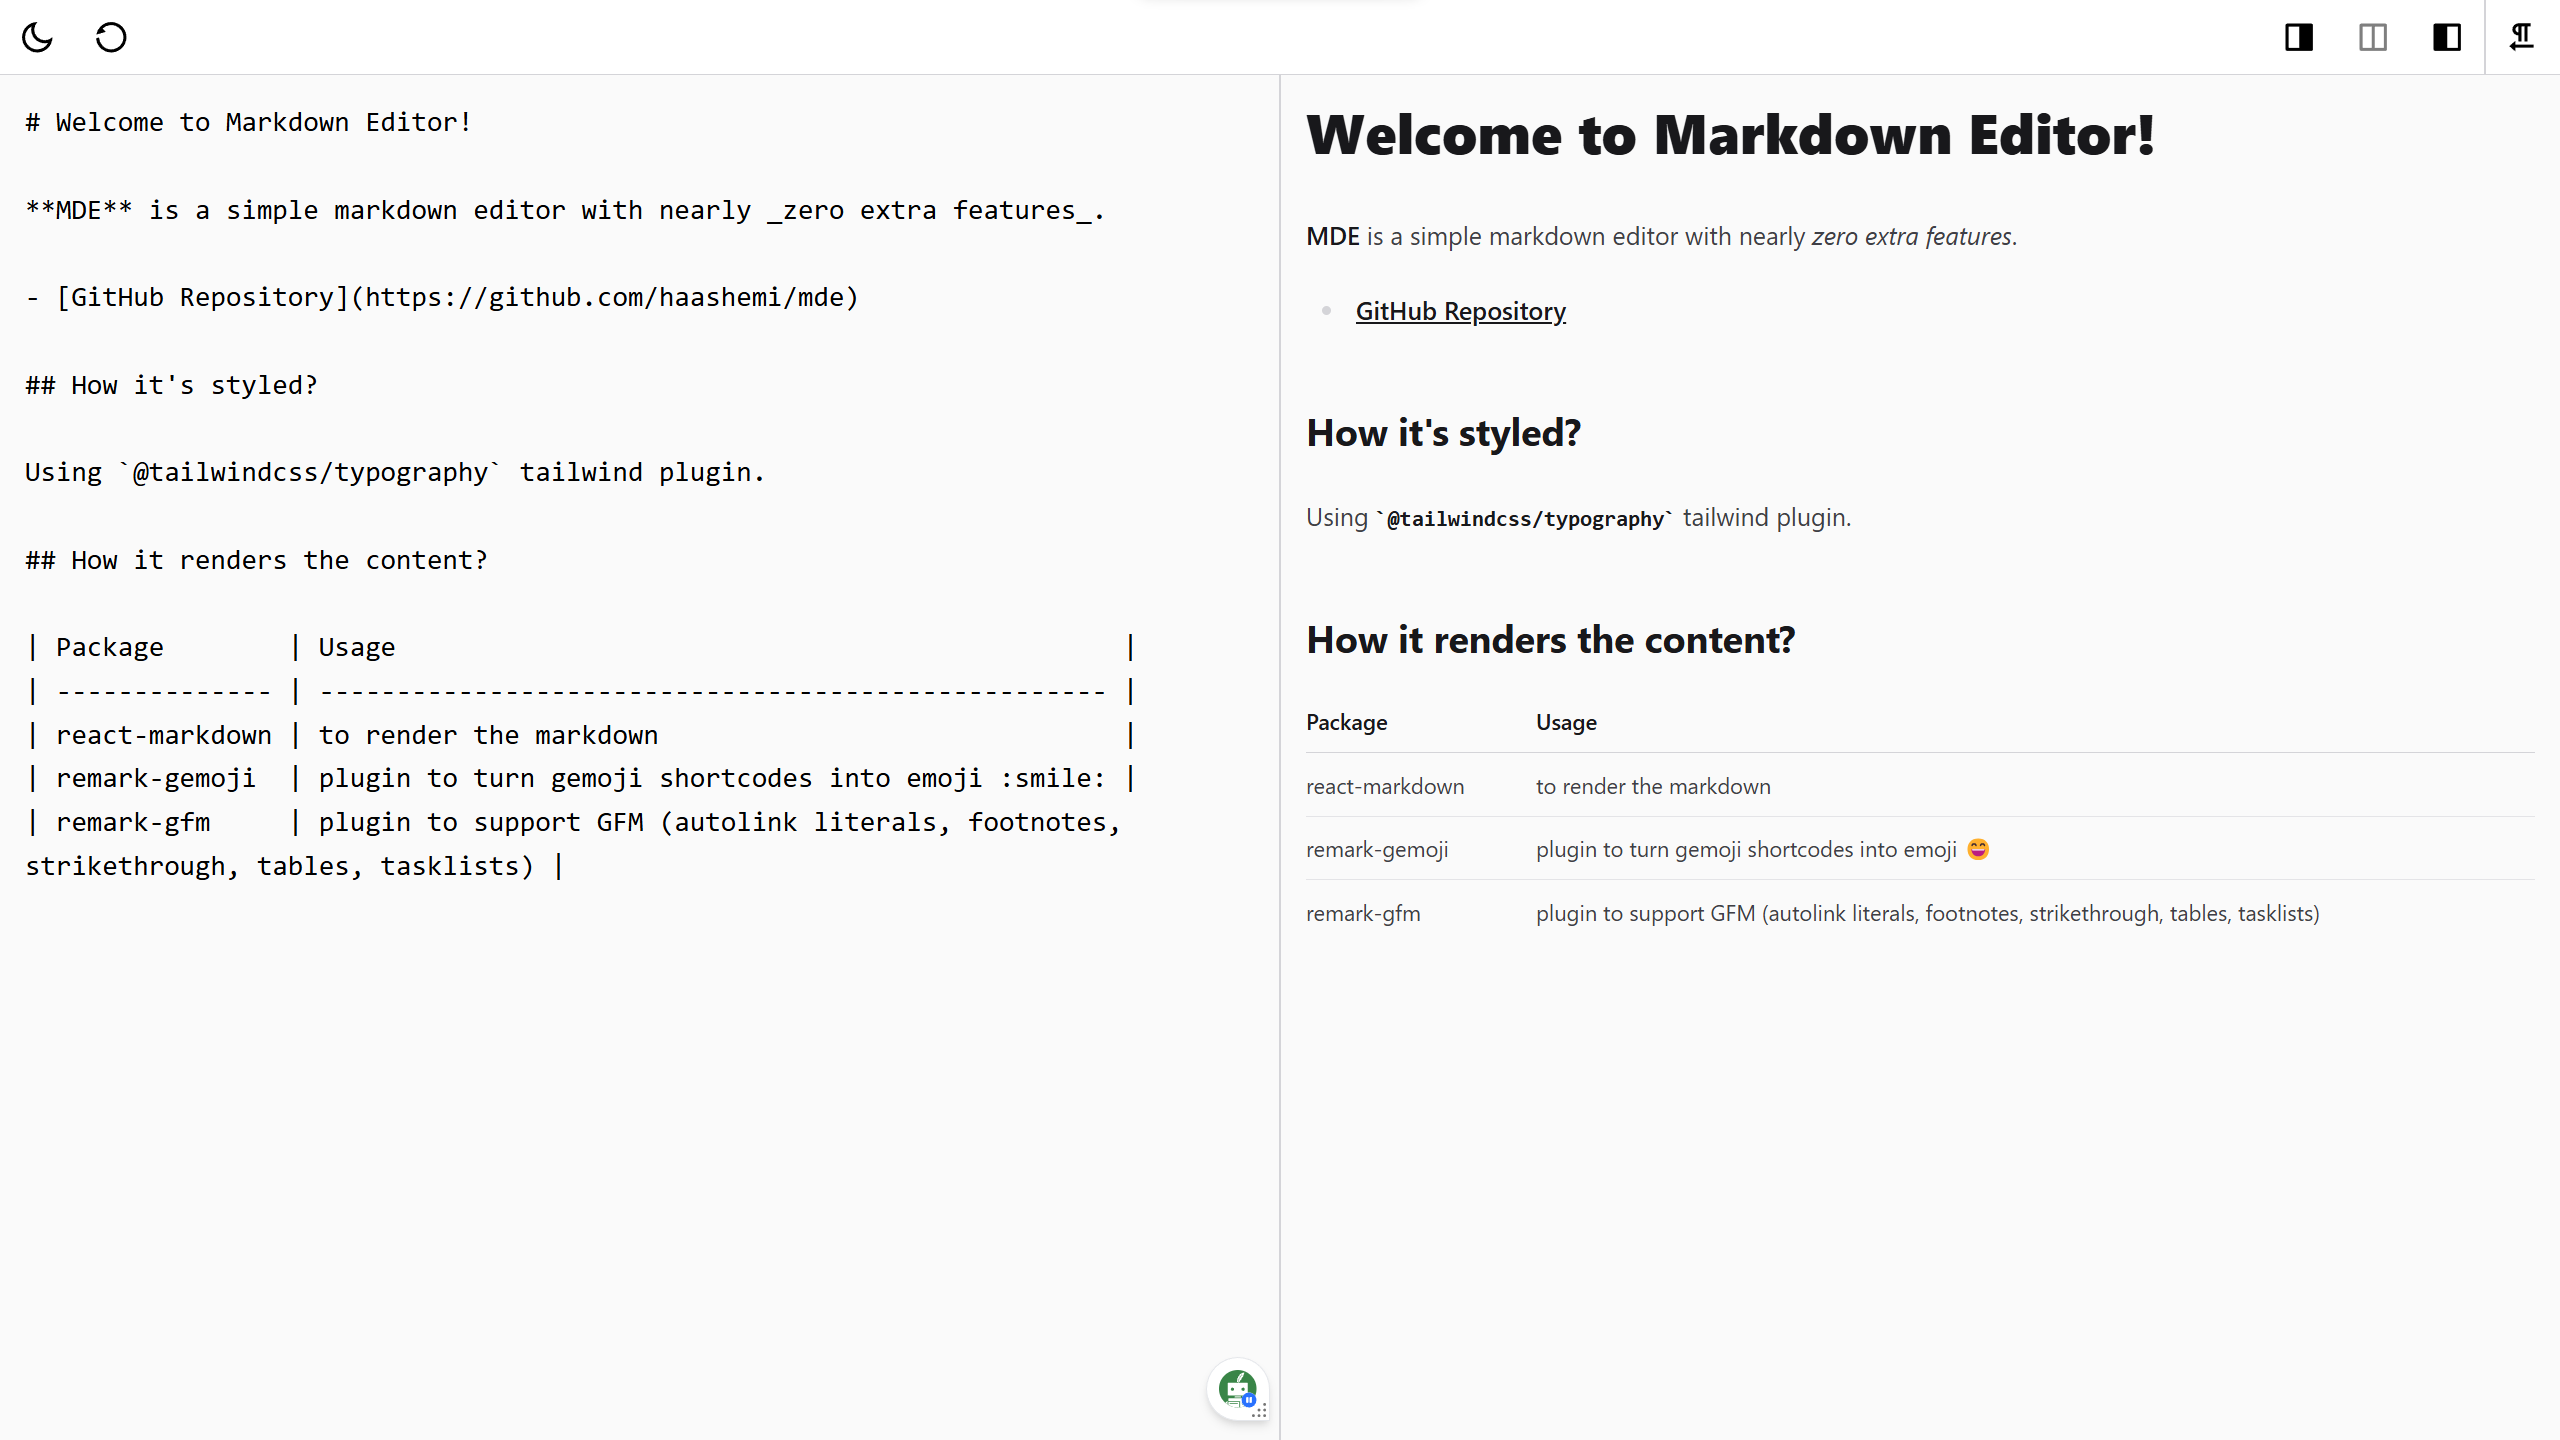 # Welcome to Markdown Editor!
**MDE** is a simple markdown editor with nearly _zero extra features_.
- [GitHub Repository](https://github.com/haashemi/mde)
## How it's styled?
Using `@tailwindcss/typography` tailwind plugin.
## How it renders the content?
| Package        | Usage                                               |
| -------------- | --------------------------------------------------- |
| react-markdown | to render the markdown                              |
| remark-gemoji  | plugin to turn gemoji shortcodes into emoji :smile: |
| remark-gfm     | plugin to support GFM (autolink literals, footnotes,
strikethrough, tables, tasklists) |
Welcome to Markdown Editor!
MDE is a simple markdown editor with nearly zero extra features.
GitHub Repository
How it's styled?
Using `@tailwindcss/typography` tailwind plugin.
How it renders the content?
Package Usage
react-markdown to render the markdown
remark-gemoji plugin to turn gemoji shortcodes into emoji 😄
remark-gfm plugin to support GFM (autolink literals, footnotes, strikethrough, tables, tasklists)